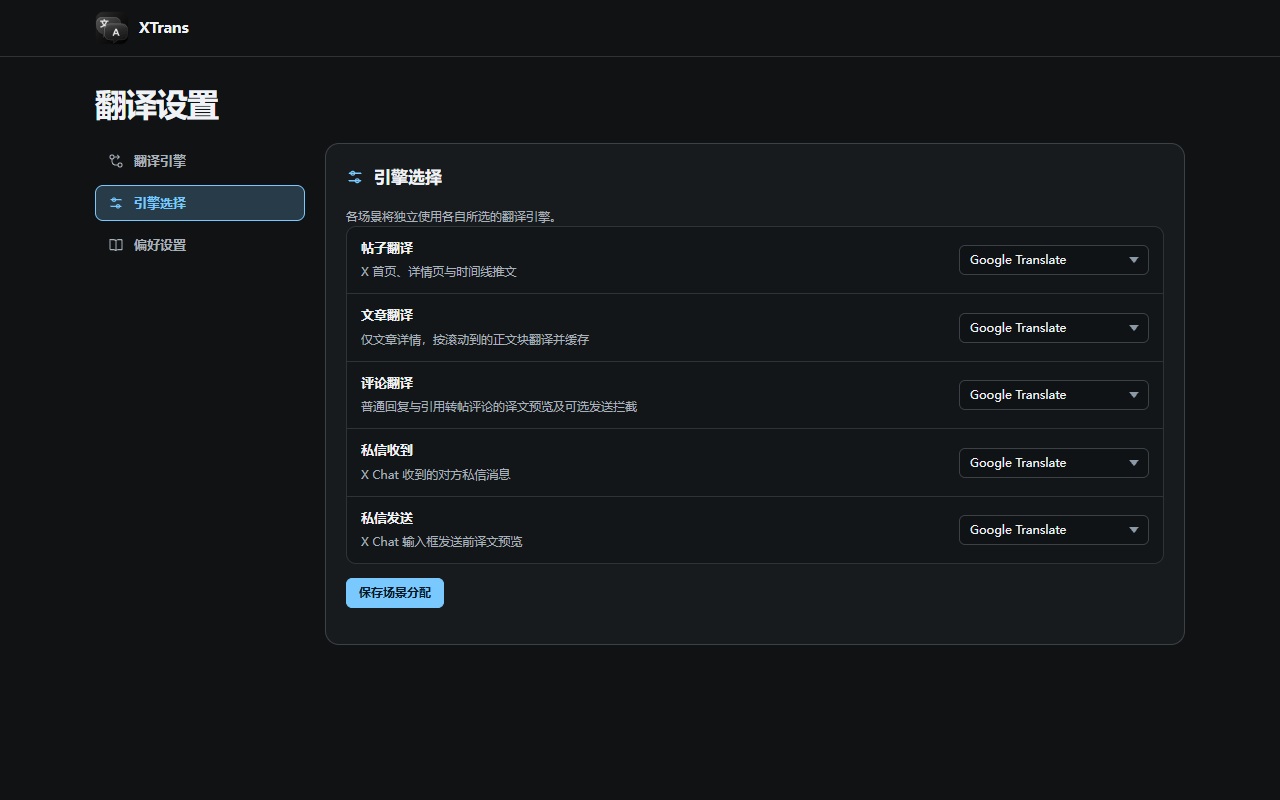 XTrans
翻译设置
翻译引擎
引擎选择
偏好设置
引擎选择
各场景将独立使用各自所选的翻译引擎。
帖子翻译
X 首页、详情页与时间线推文
Google Translate
文章翻译
仅文章详情，按滚动到的正文块翻译并缓存
Google Translate
评论翻译
普通回复与引用转帖评论的译文预览及可选发送拦截
Google Translate
私信收到
X Chat 收到的对方私信消息
Google Translate
私信发送
X Chat 输入框发送前译文预览
Google Translate
保存场景分配